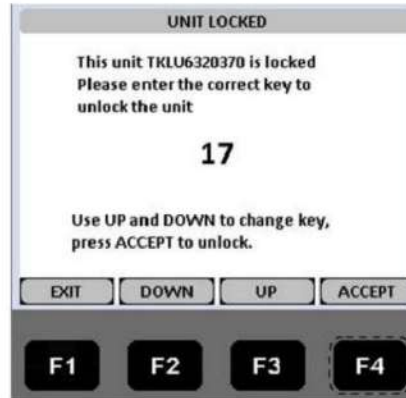 UNIT LOCKED
This unit TKLU6320370 is locked
Please enter the correct key to
unlock the unit
17
Use UP and DOWN to change key,
press ACCEPT to unlock.
EXIT DOWN UP ACCEPT
F1 F2 F3 F4